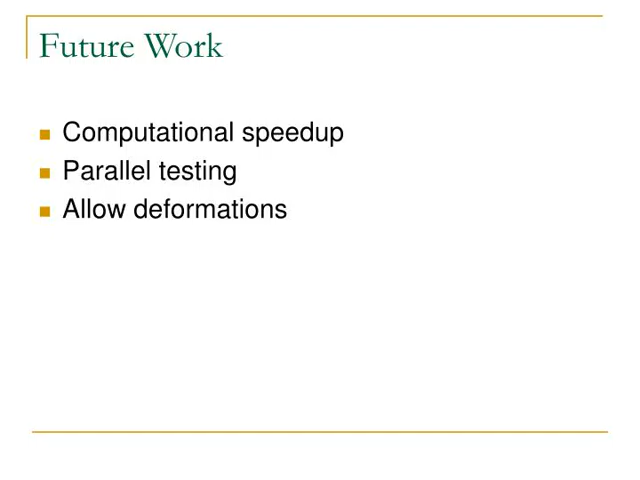 Future Work
Computational speedup
Parallel testing
Allow deformations